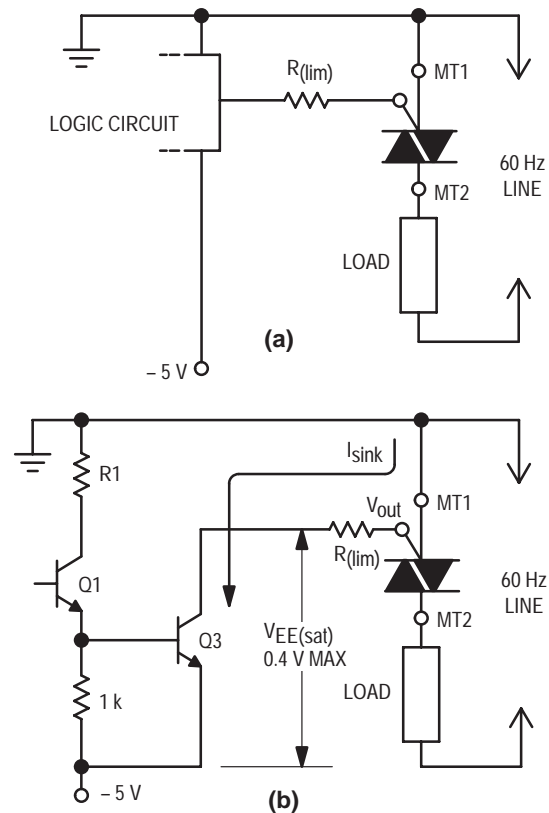 R(lim)
MT1
LOGIC CIRCUIT
60 Hz
LINE
MT2
LOAD
(a)
– 5 V
Isink
R1
Vout
MT1
R(lim)
Q1
60 Hz
LINE
Q3
VEE(sat)
0.4 V MAX
MT2
1 k
LOAD
– 5 V
(b)